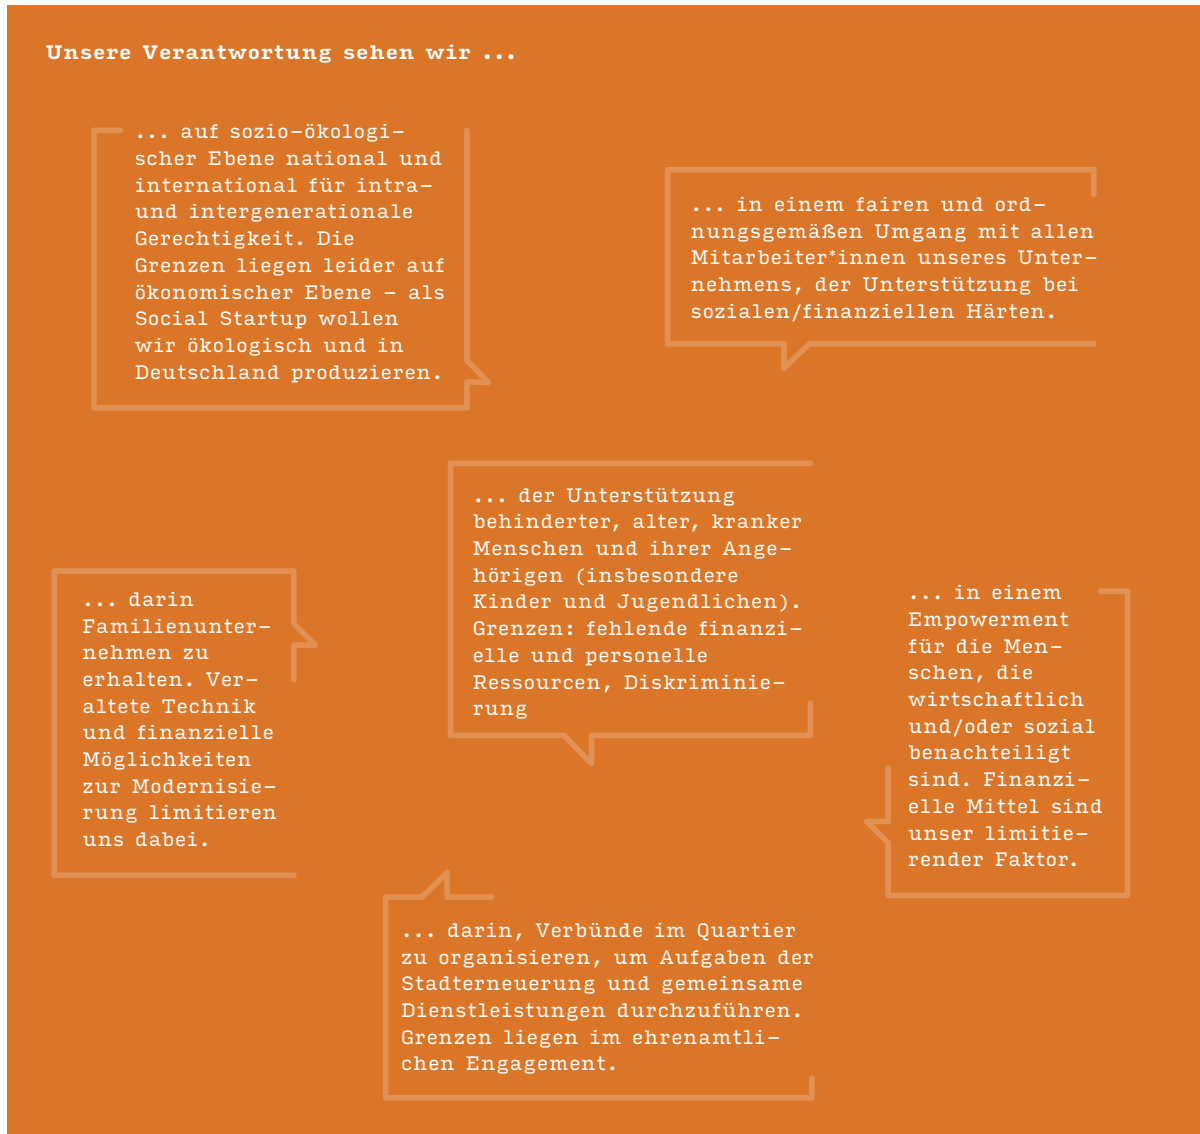 Unsere Verantwortung sehen wir ...
... auf sozio-ökologi-
scher Ebene national und
international für intra-
und intergenerationale
Gerechtigkeit. Die
Grenzen liegen leider auf
ökonomischer Ebene – als
Social Startup wollen
wir ökologisch und in
Deutschland produzieren.
... in einem fairen und ord-
nungsgemäßen Umgang mit allen
Mitarbeiter*innen unseres Unter-
nehmens, der Unterstützung bei
sozialen/finanziellen Härten.
... der Unterstützung
behinderter, alter, kranker
Menschen und ihrer Ange-
hörigen (insbesondere
Kinder und Jugendlichen).
Grenzen: fehlende finanzi-
elle und personelle
Ressourcen, Diskriminie-
rung
... darin
Familienunter-
nehmen zu
erhalten. Ver-
altete Technik
und finanzielle
Möglichkeiten
zur Modernisie-
rung limitieren
uns dabei.
... in einem
Empowerment
für die Men-
schen, die
wirtschaftlich
und/oder sozial
benachteiligt
sind. Finanzi-
elle Mittel sind
unser limitie-
render Faktor.
... darin, Verbünde im Quartier
zu organisieren, um Aufgaben der
Stadterneuerung und gemeinsame
Dienstleistungen durchzuführen.
Grenzen liegen im ehrenamtli-
chen Engagement.